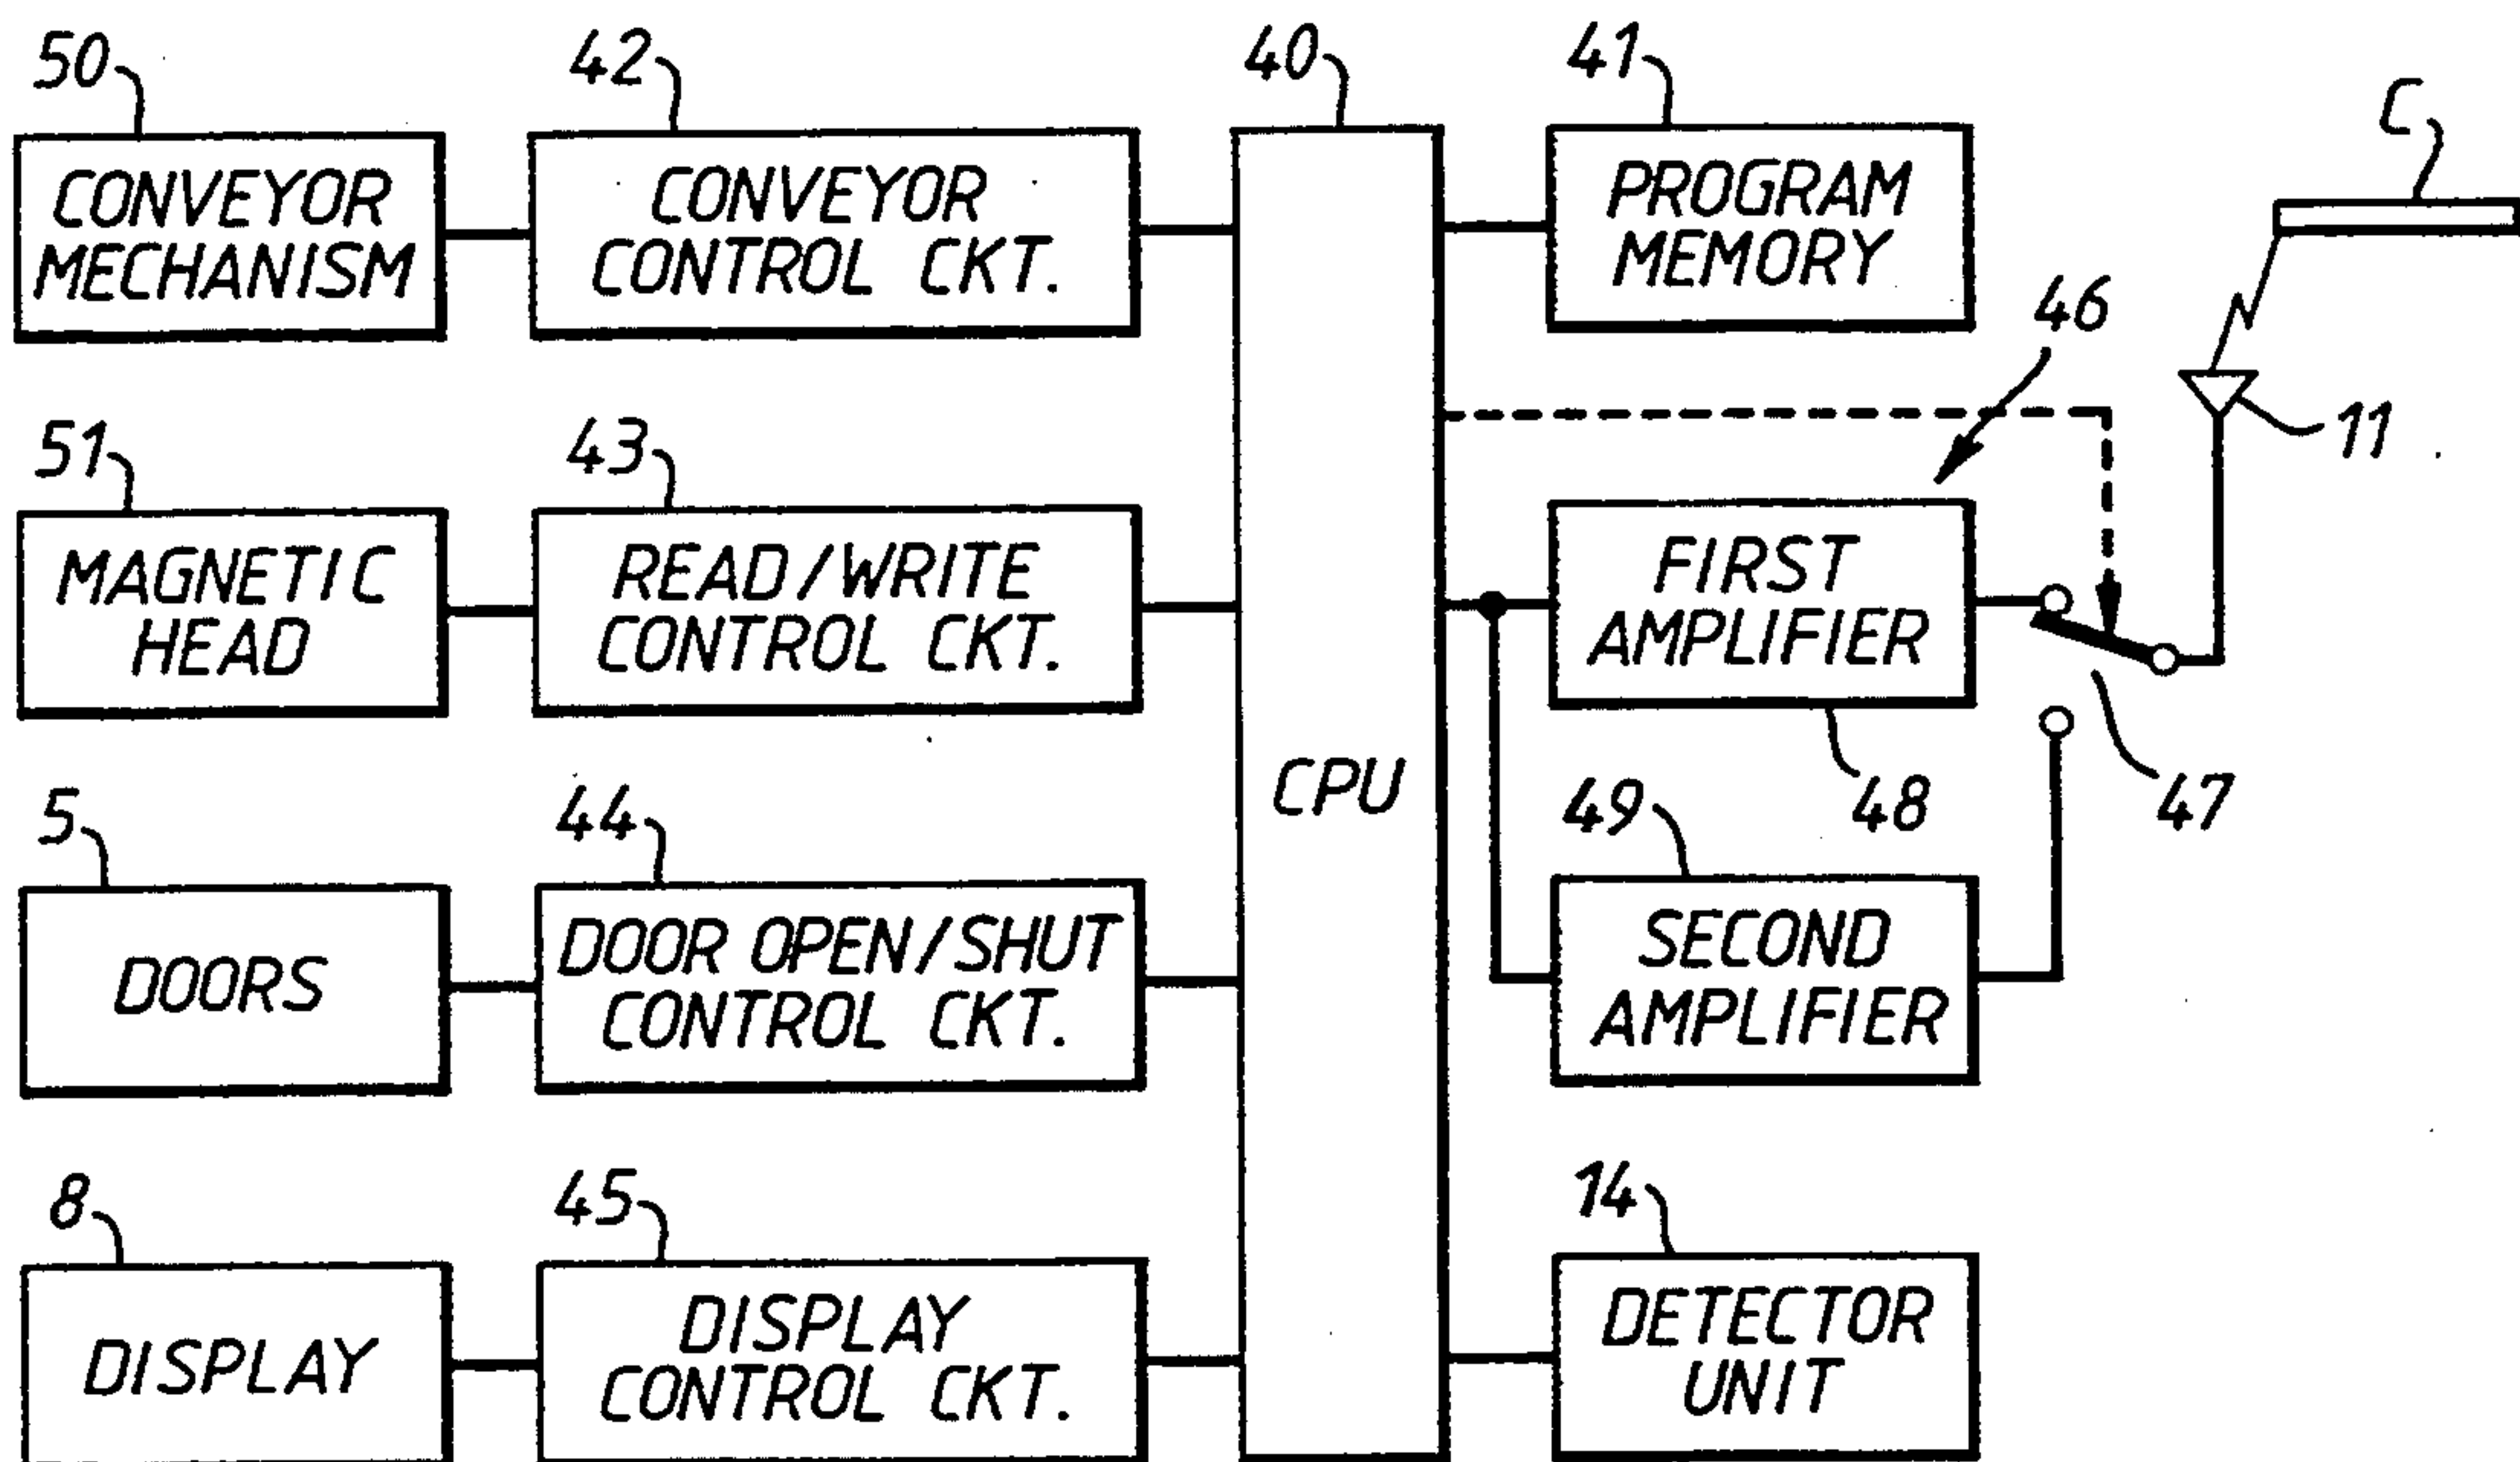 50
42
40
41
C
CONVEYOR
MECHANISM
CONVEYOR
CONTROL CKT.
PROGRAM
MEMORY
46
11
51
43
MAGNETIC
HEAD
READ/WRITE
CONTROL CKT.
FIRST
AMPLIFIER
48
47
5
44
CPU
49
DOORS
DOOR OPEN/SHUT
CONTROL CKT.
SECOND
AMPLIFIER
8
45
14
DISPLAY
DISPLAY
CONTROL CKT.
DETECTOR
UNIT